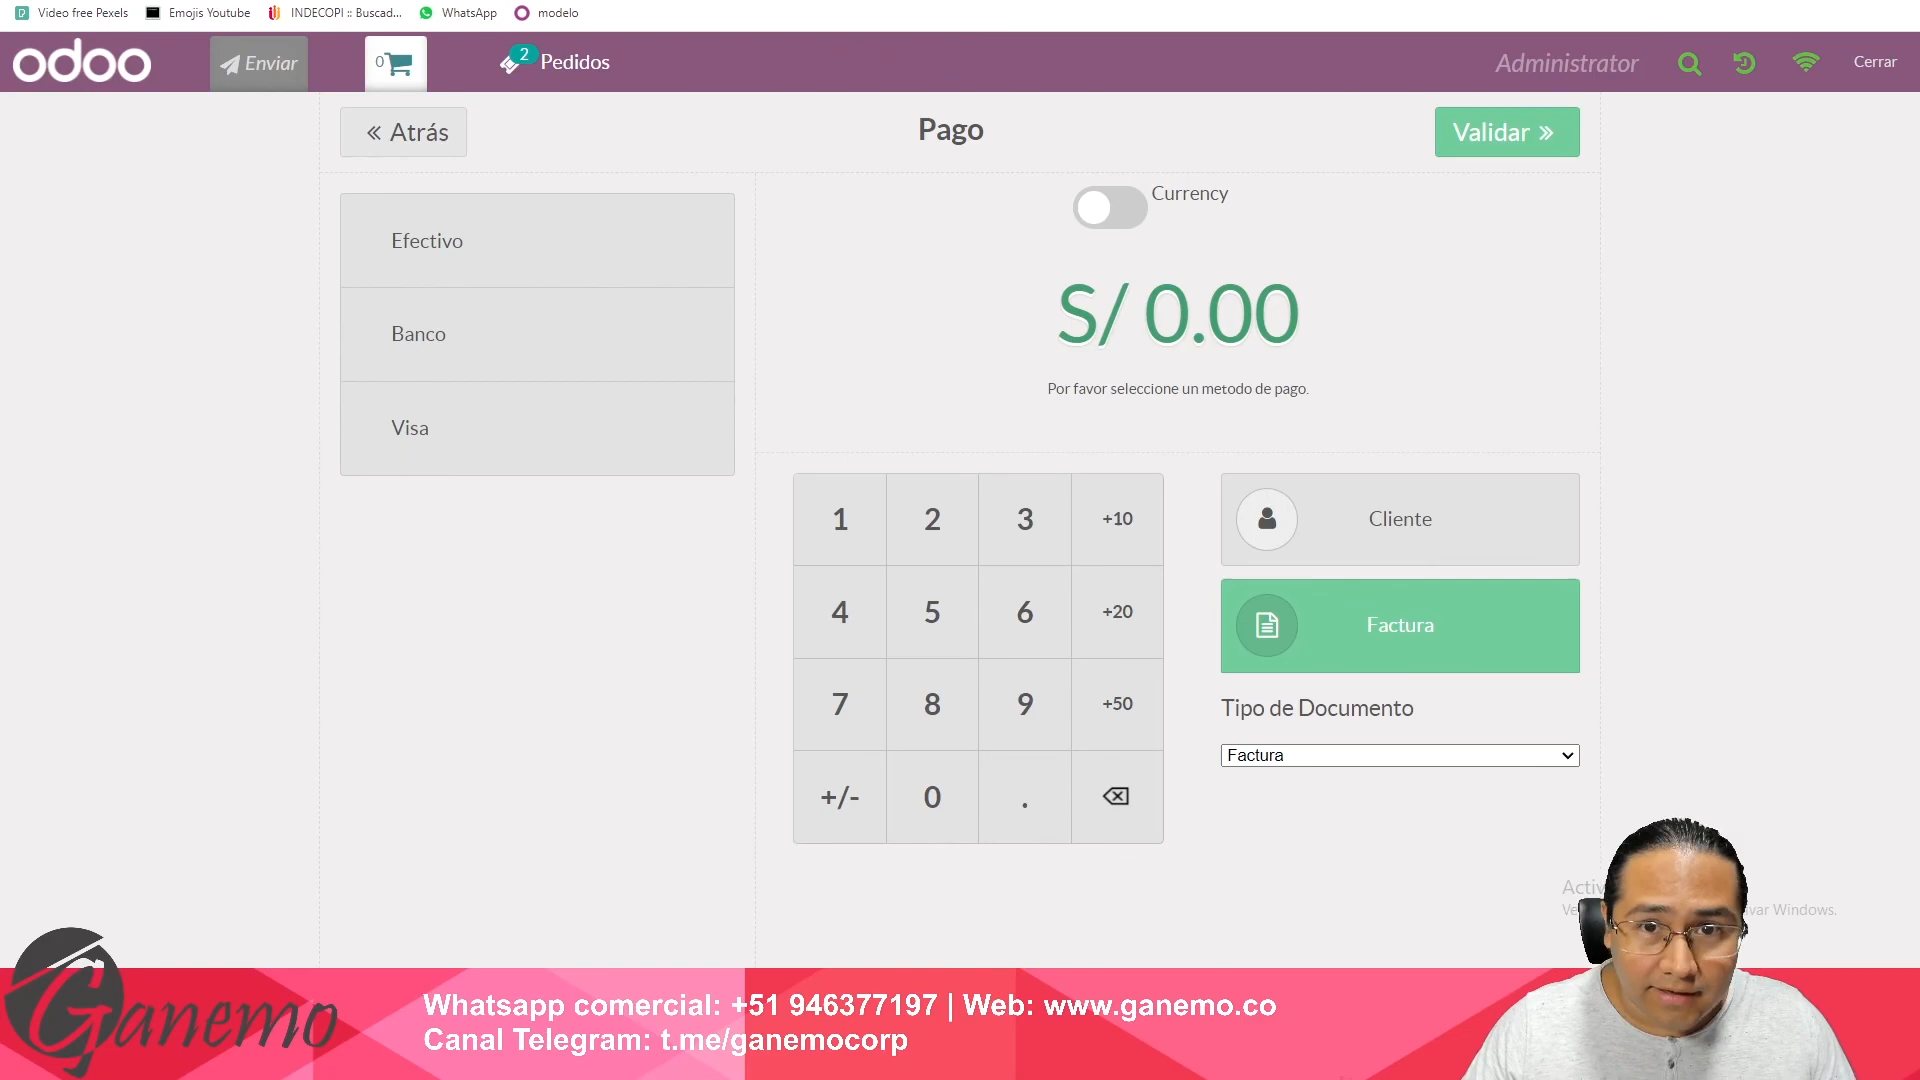 Video free Pexels
Emojis Youtube
INDECOPI :: Buscad...
WhatsApp
modelo
odoo
Enviar
0
2
Pedidos
Administrator
Cerrar
Atrás
Pago
Validar
Efectivo
Banco
Visa
Currency
S/ 0.00
Por favor seleccione un metodo de pago.
1 2 3 +10
4 5 6 +20
7 8 9 +50
+/- 0 .
Cliente
Factura
Tipo de Documento
Factura
Windows.
Ganemo
Whatsapp comercial: +51 946377197 | Web: www.ganemo.co
Canal Telegram: t.me/ganemocorp